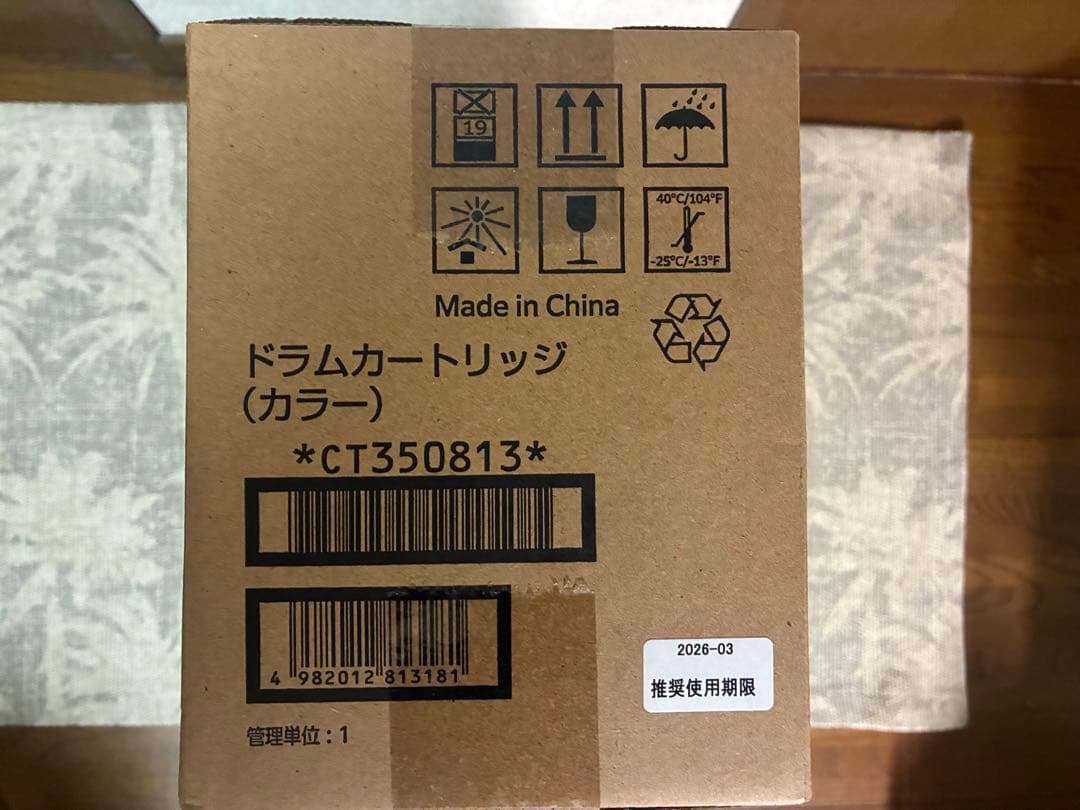 19
40°C/104°F
-25°C/-13°F
Made in China
ドラムカートリッジ
(カラー)
*CT350813*
4 982012 813181
2026-03
推奨使用期限
管理単位:1